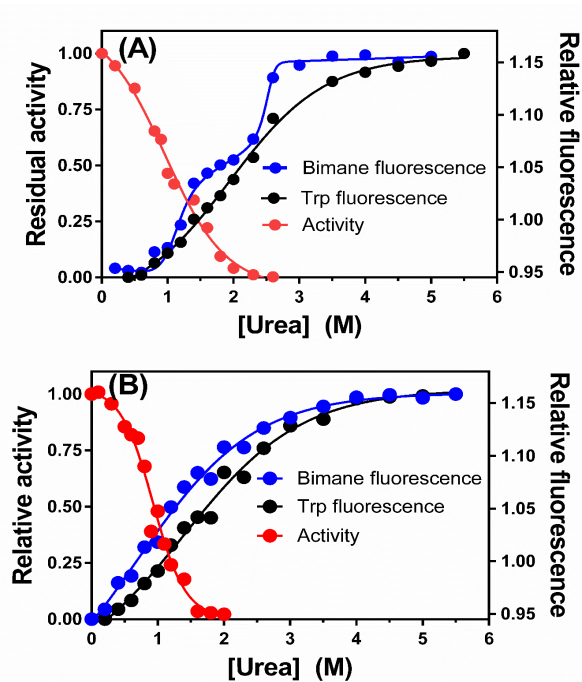 (A)
Residual activity
1.00
0.75
0.50
0.25
0.00
1.15
1.10
1.05
1.00
0.95
Relative fluorescence
Bimane fluorescence
Trp fluorescence
Activity
0 1 2 3 4 5 6
[Urea] (M)
(B)
Relative activity
1.00
0.75
0.50
0.25
0.00
1.15
1.10
1.05
1.00
0.95
Relative fluorescence
Bimane fluorescence
Trp fluorescence
Activity
0 1 2 3 4 5 6
[Urea] (M)